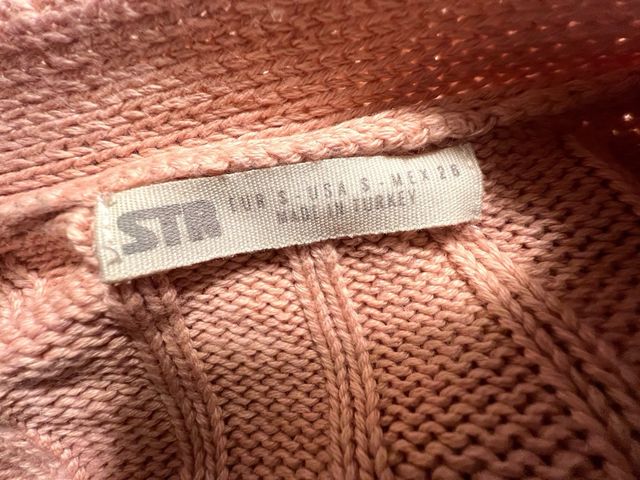 STR
EUR S - USA S - MEX 26
MADE IN TURKEY